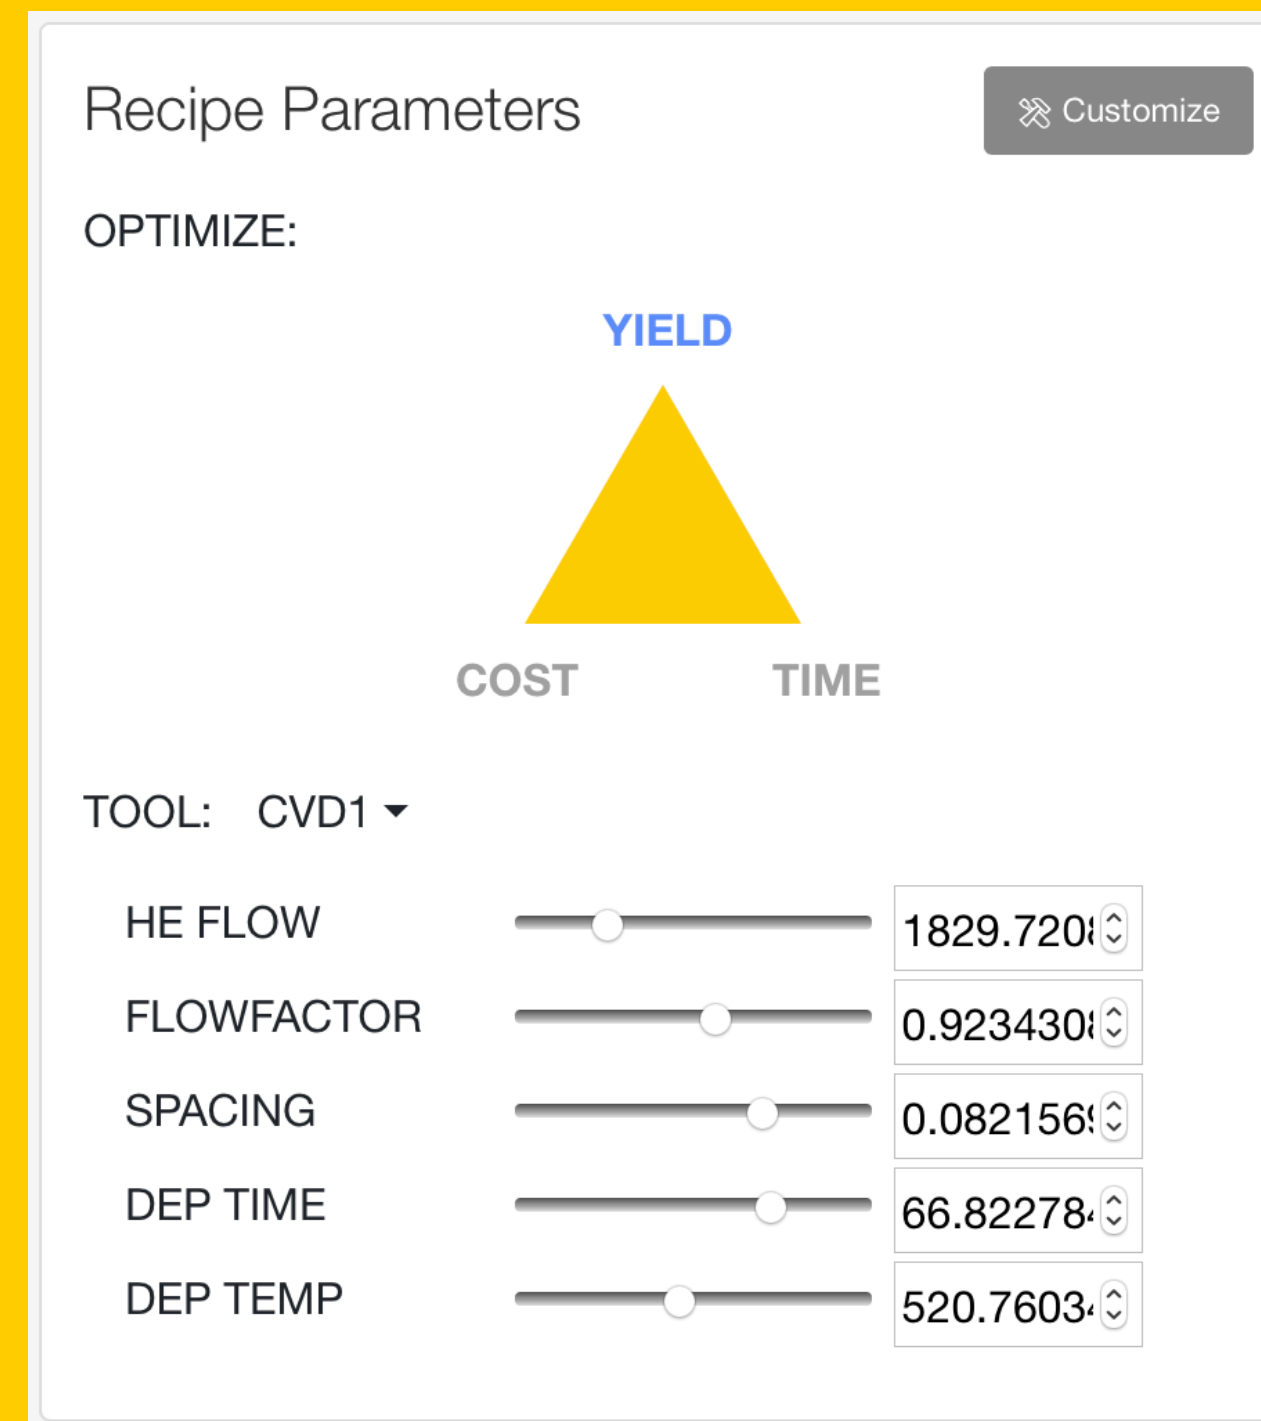 Recipe Parameters
Customize
OPTIMIZE:
YIELD
COST TIME
TOOL: CVD1
HE FLOW 1829.720
FLOWFACTOR 0.923430
SPACING 0.082156
DEP TIME 66.82278
DEP TEMP 520.7603